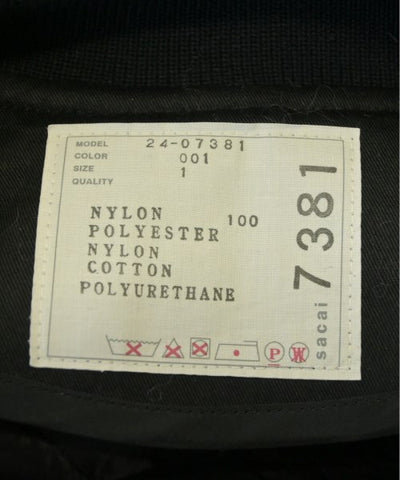 MODEL 24-07381
COLOR 001
SIZE 1
QUALITY
NYLON 100
POLYESTER
NYLON
COTTON
POLYURETHANE
P W
sacai 7381